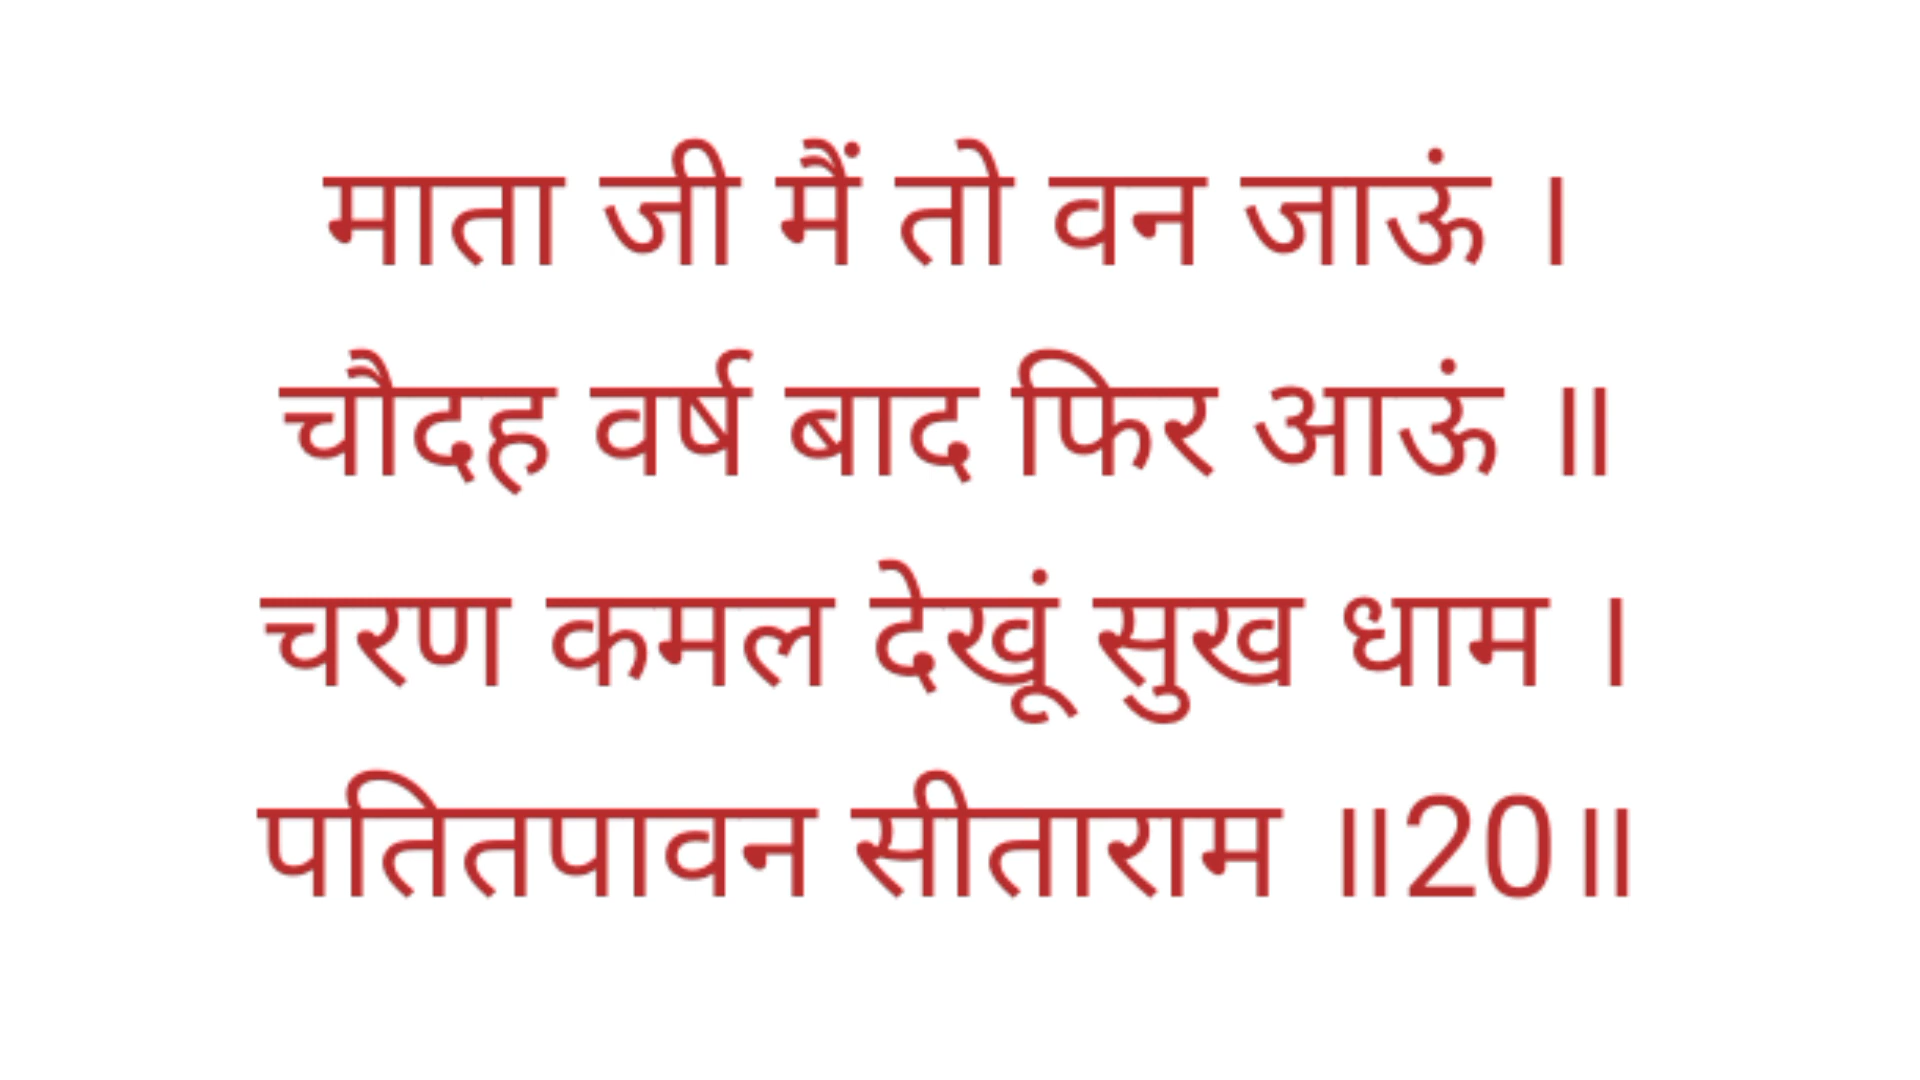 माता जी मैं तो वन जाऊं ।
चौदह वर्ष बाद फिर आऊं ॥
चरण कमल देखूं सुख धाम ।
पतितपावन सीताराम ॥20॥